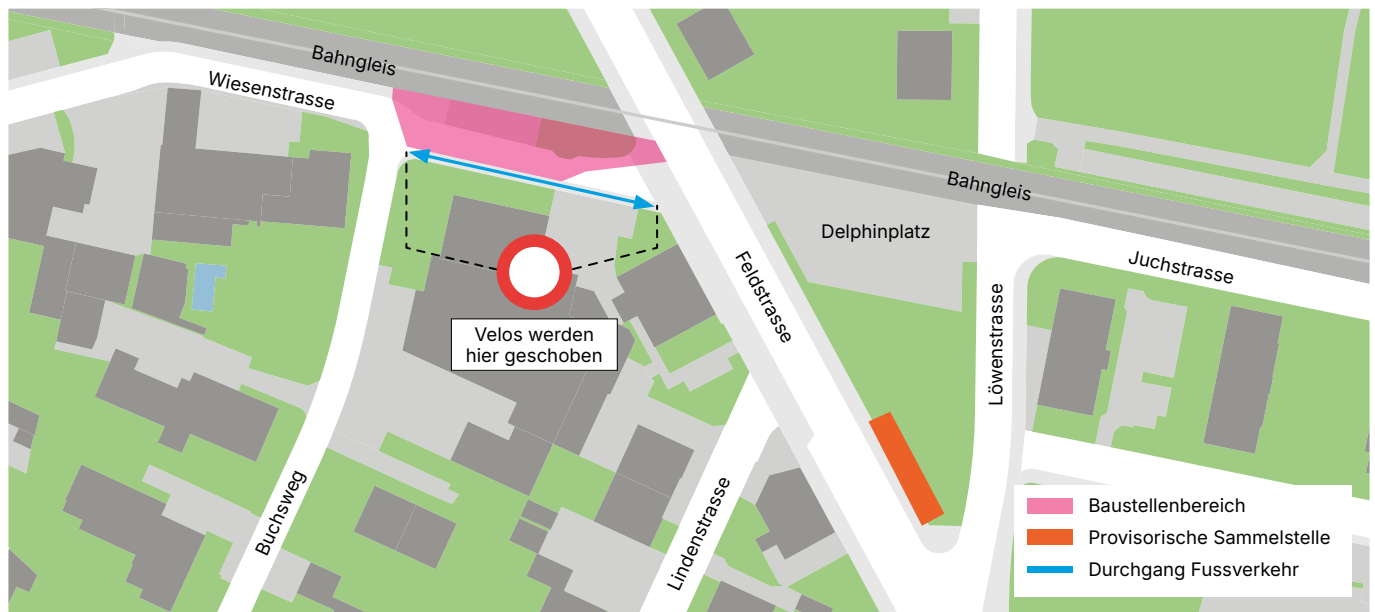 Bahngleis
Wiesenstrasse
Bahngleis
Delphinplatz
Juchstrasse
Feldstrasse
Löwenstrasse
Velos werden
hier geschoben
Buchsweg
Lindenstrasse
Baustellenbereich
Provisorische Sammelstelle
Durchgang Fussverkehr